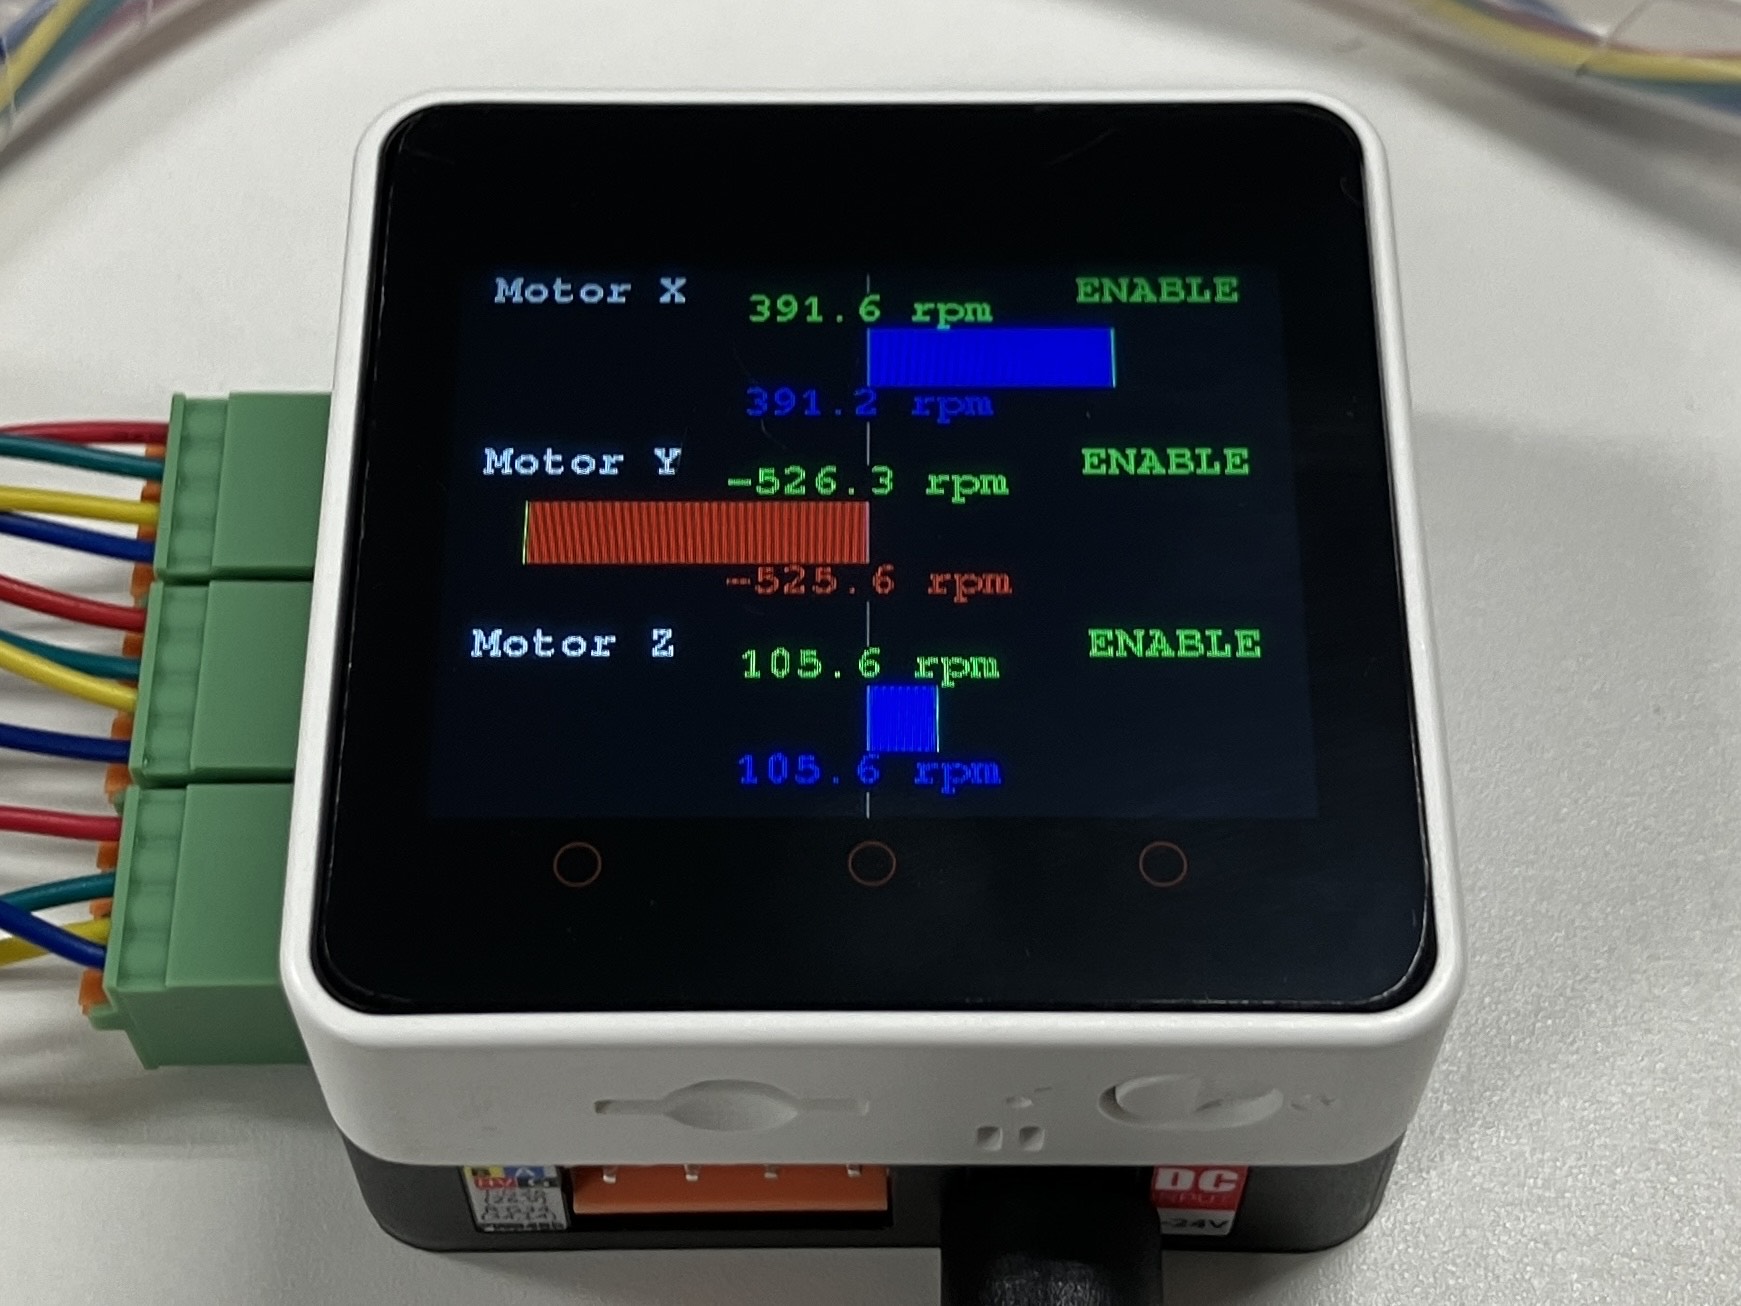 Motor X
391.6 rpm
ENABLE
391.2 rpm
Motor Y
-526.3 rpm
ENABLE
-525.6 rpm
Motor Z
105.6 rpm
ENABLE
105.6 rpm
B A
DC
-24V